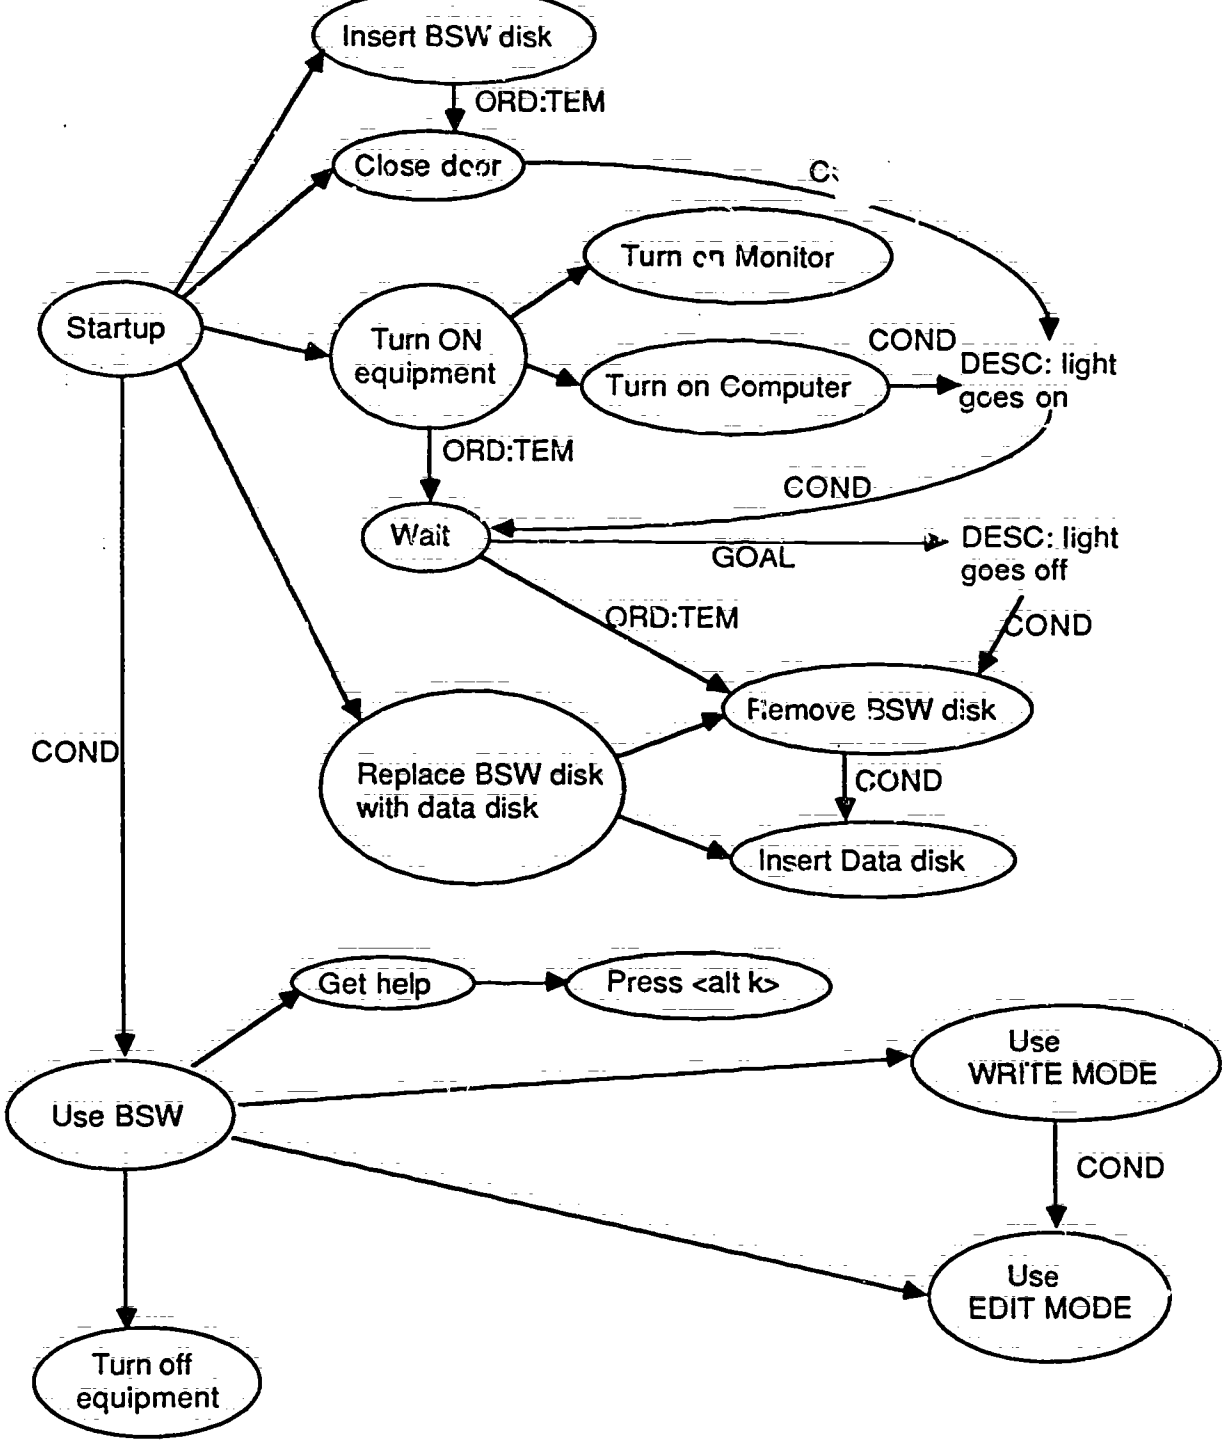 Insert BSW disk
ORD:TEM
Close door
Turn on Monitor
Startup
Turn ON
equipment
COND
DESC: light
goes on
Turn on Computer
ORD:TEM
COND
Wait
GOAL
DESC: light
goes off
ORD:TEM
COND
Remove BSW disk
COND
Replace BSW disk
with data disk
COND
Insert Data disk
Get help
Press <alt k>
Use
WRITE MODE
Use BSW
COND
Use
EDIT MODE
Turn off
equipment